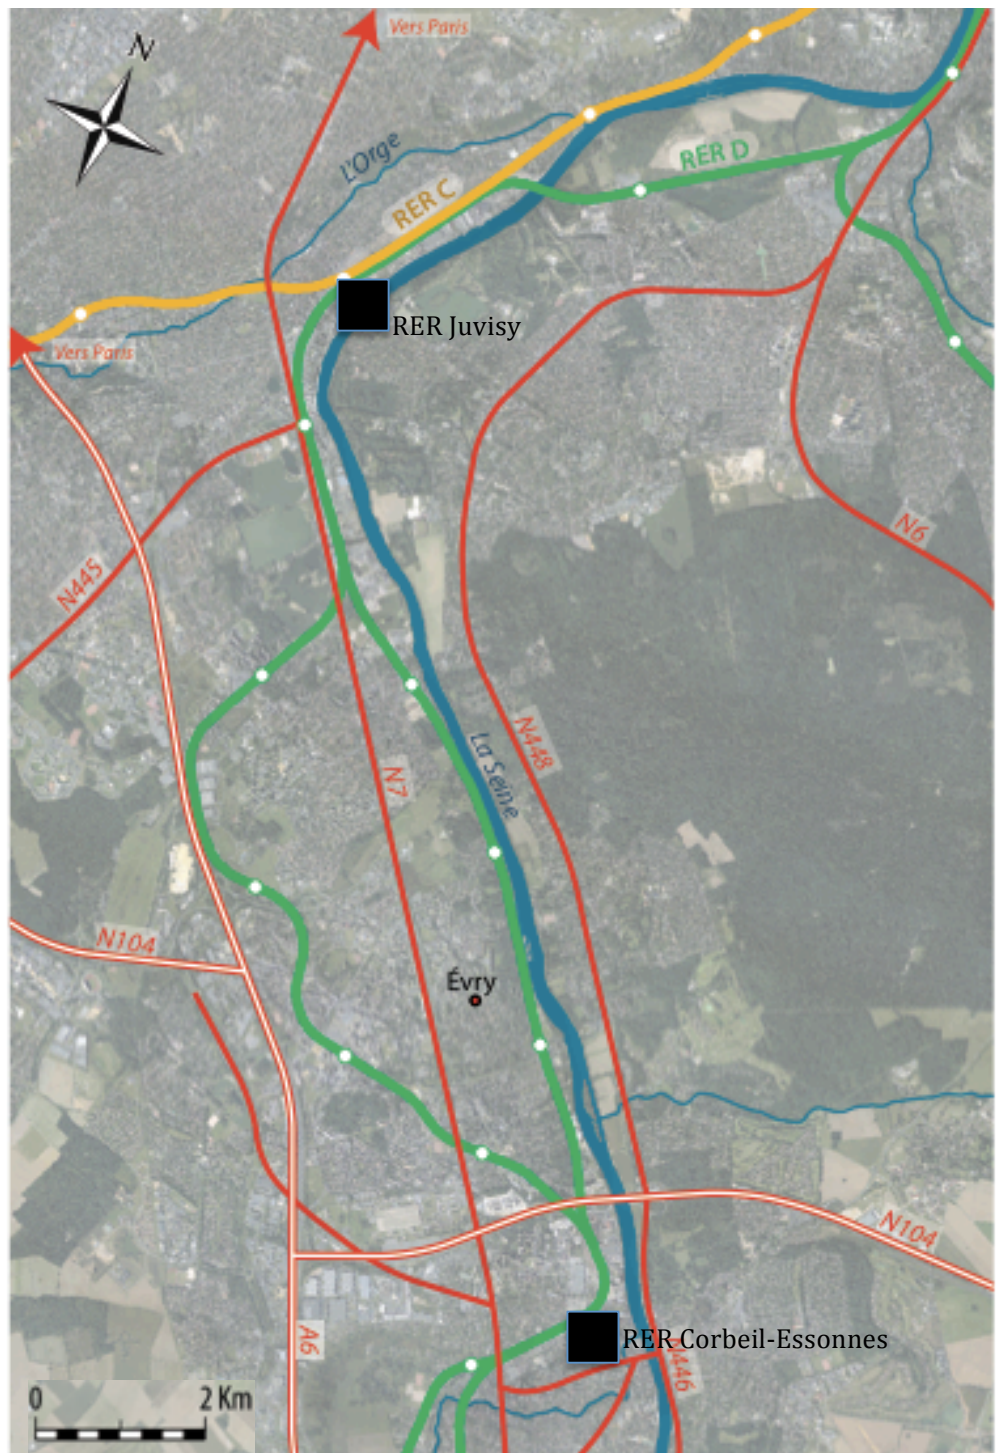 Vers Paris
N
L'Orge
RER D
RER C
RER Juvisy
Vers Paris
N6
N445
N448
La Seine
N7
N104
Évry
N104
A6
RER Corbeil-Essonnes
N446
0 2 Km